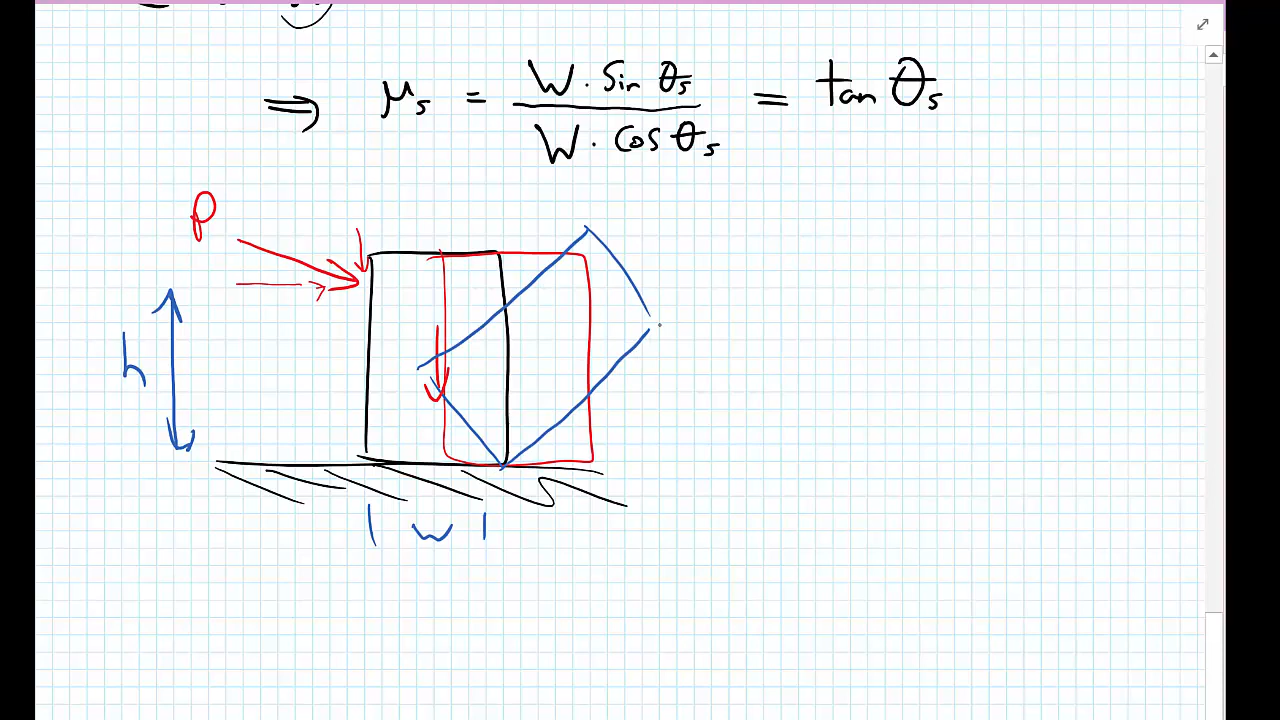 ⇒ μs = W · Sin θs / W · Cos θs = tan θs
P
h
w